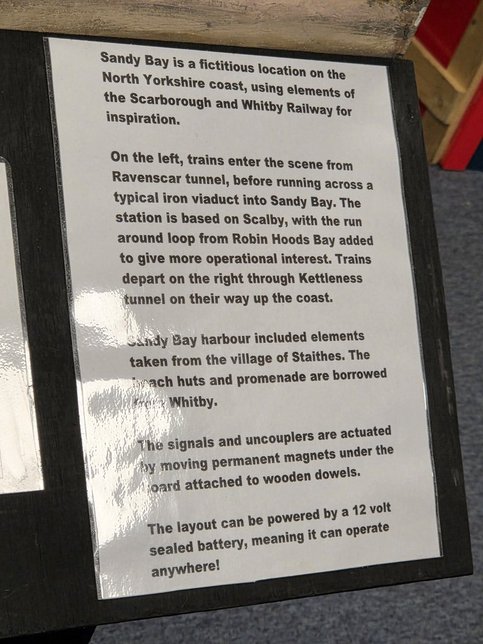 Sandy Bay is a fictitious location on the
North Yorkshire coast, using elements of
the Scarborough and Whitby Railway for
inspiration.
On the left, trains enter the scene from
Ravenscar tunnel, before running across a
typical iron viaduct into Sandy Bay. The
station is based on Scalby, with the run
around loop from Robin Hoods Bay added
to give more operational interest. Trains
depart on the right through Kettleness
tunnel on their way up the coast.
Sandy Bay harbour included elements
taken from the village of Staithes. The
beach huts and promenade are borrowed
from Whitby.
The signals and uncouplers are actuated
by moving permanent magnets under the
board attached to wooden dowels.
The layout can be powered by a 12 volt
sealed battery, meaning it can operate
anywhere!